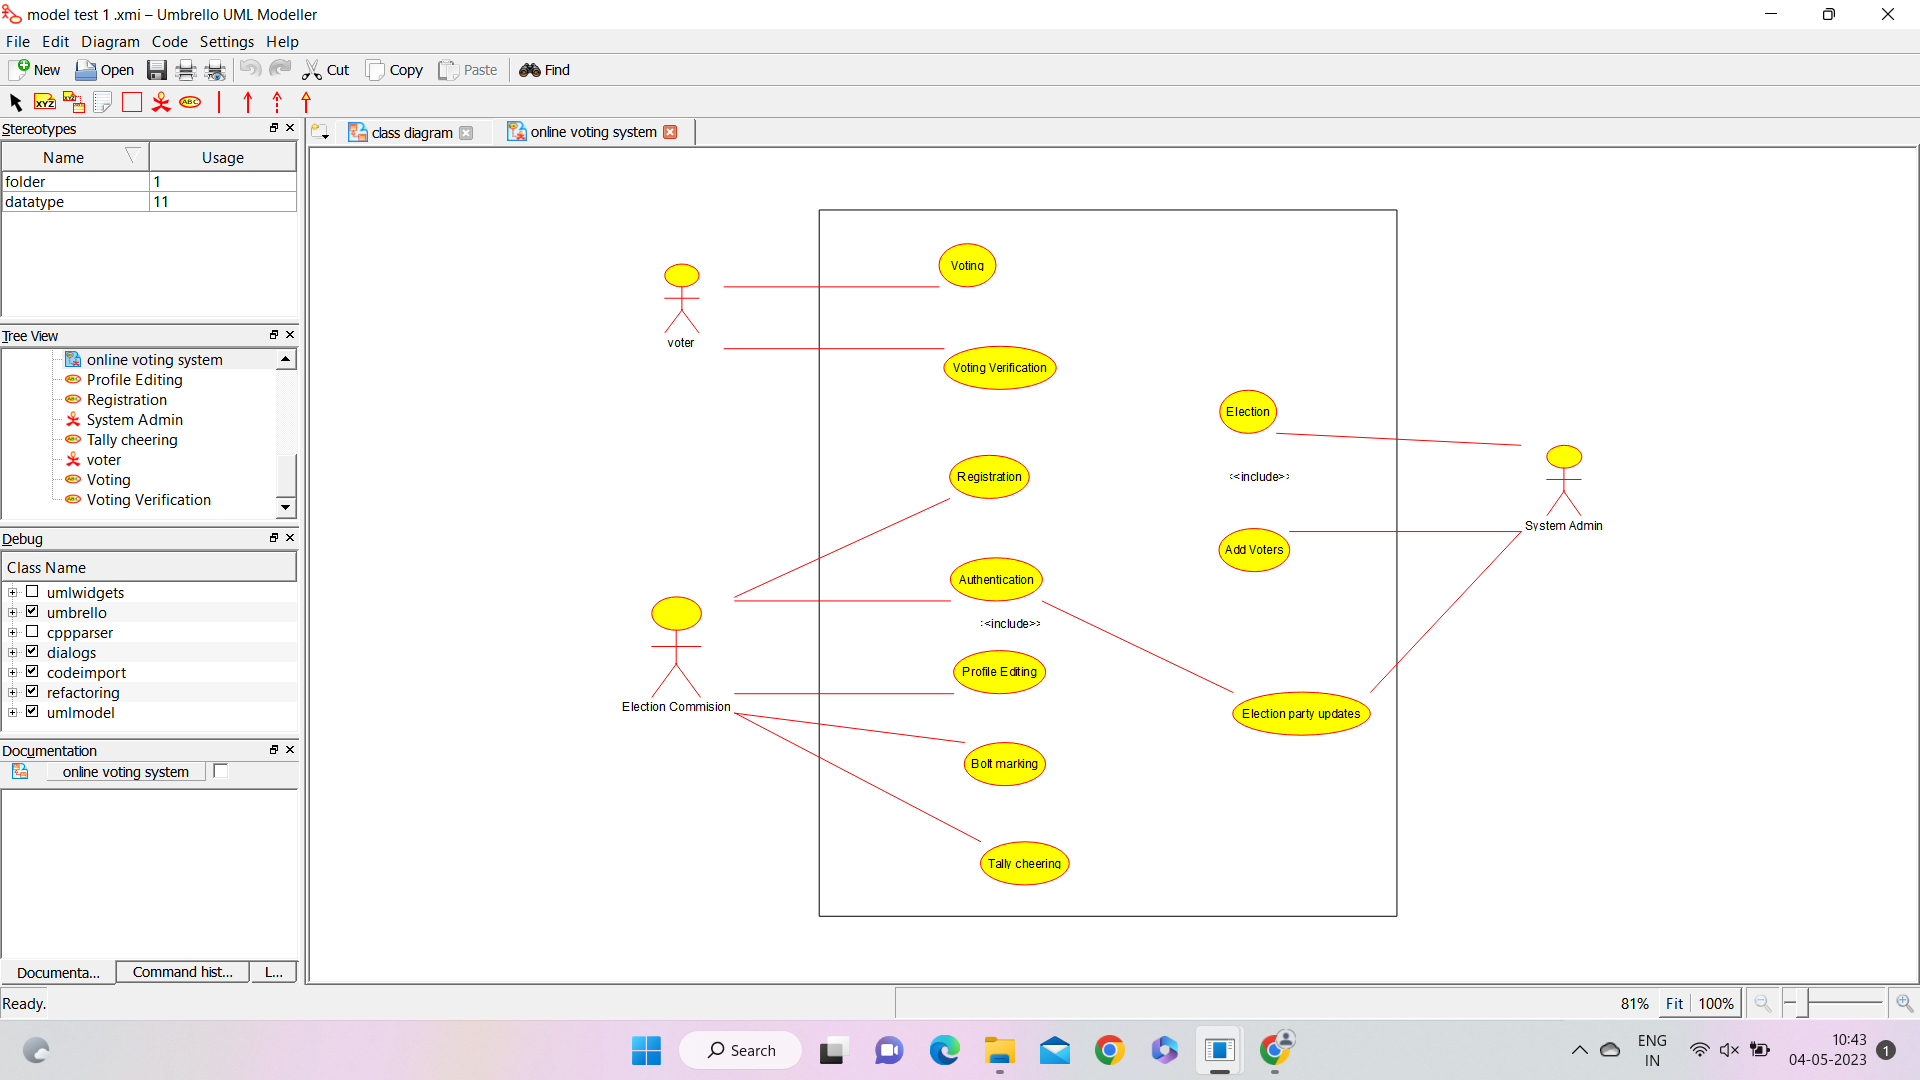 model test 1 .xmi – Umbrello UML Modeller
File Edit Diagram Code Settings Help
New Open Cut Copy Paste Find
XYZ XYZ ABC
Stereotypes
Name Usage
folder 1
datatype 11
Tree View
online voting system
Profile Editing
Registration
System Admin
Tally cheering
voter
Voting
Voting Verification
Debug
Class Name
umlwidgets
umbrello
cppparser
dialogs
codeimport
refactoring
umlmodel
Documentation
online voting system
Documenta... Command hist... L...
class diagram online voting system
Voting
voter
Voting Verification
Election
Registration
<<include>>
System Admin
Add Voters
Authentication
<<include>>
Profile Editing
Election Commision
Election party updates
Bolt marking
Tally cheering
Ready.
81% Fit 100%
Search
ENG
IN
10:43
04-05-2023
1